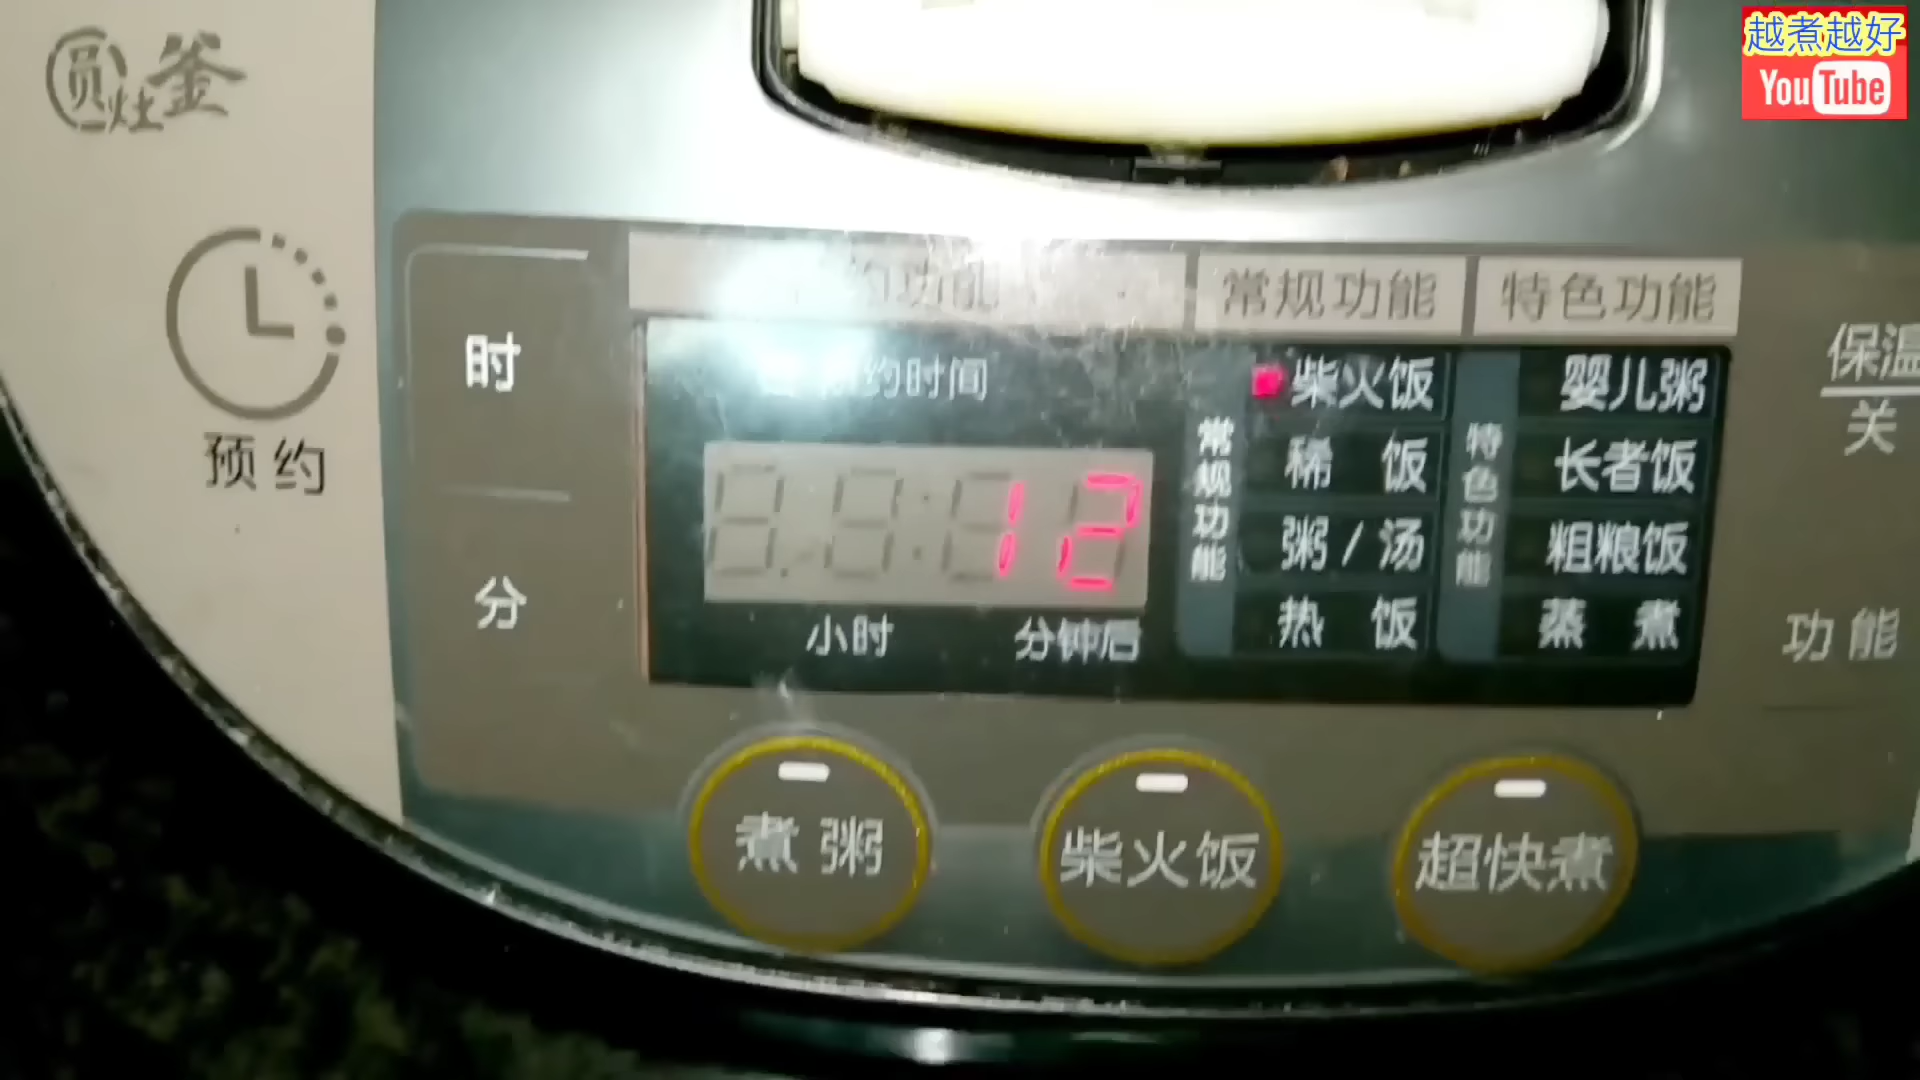 越煮越好
YouTube
圆灶釜
预约
时
分
功能
常规功能
特色功能
约时间
12
小时
分钟后
常规功能
柴火饭
稀饭
粥/汤
热饭
特色功能
婴儿粥
长者饭
粗粮饭
蒸煮
保温
关
功能
煮粥
柴火饭
超快煮